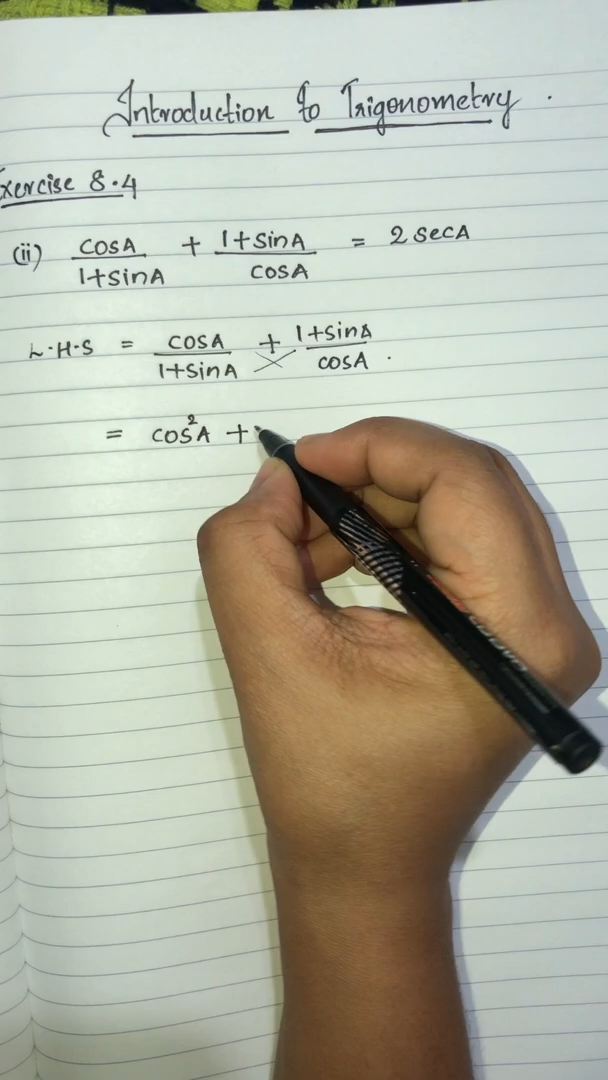 Introduction to Trigonometry.
xercise 8.4
(ii) cosA/1+sinA + 1+sinA/cosA = 2 secA
L.H.S = cosA/1+sinA + 1+sinA/cosA.
= cos²A +